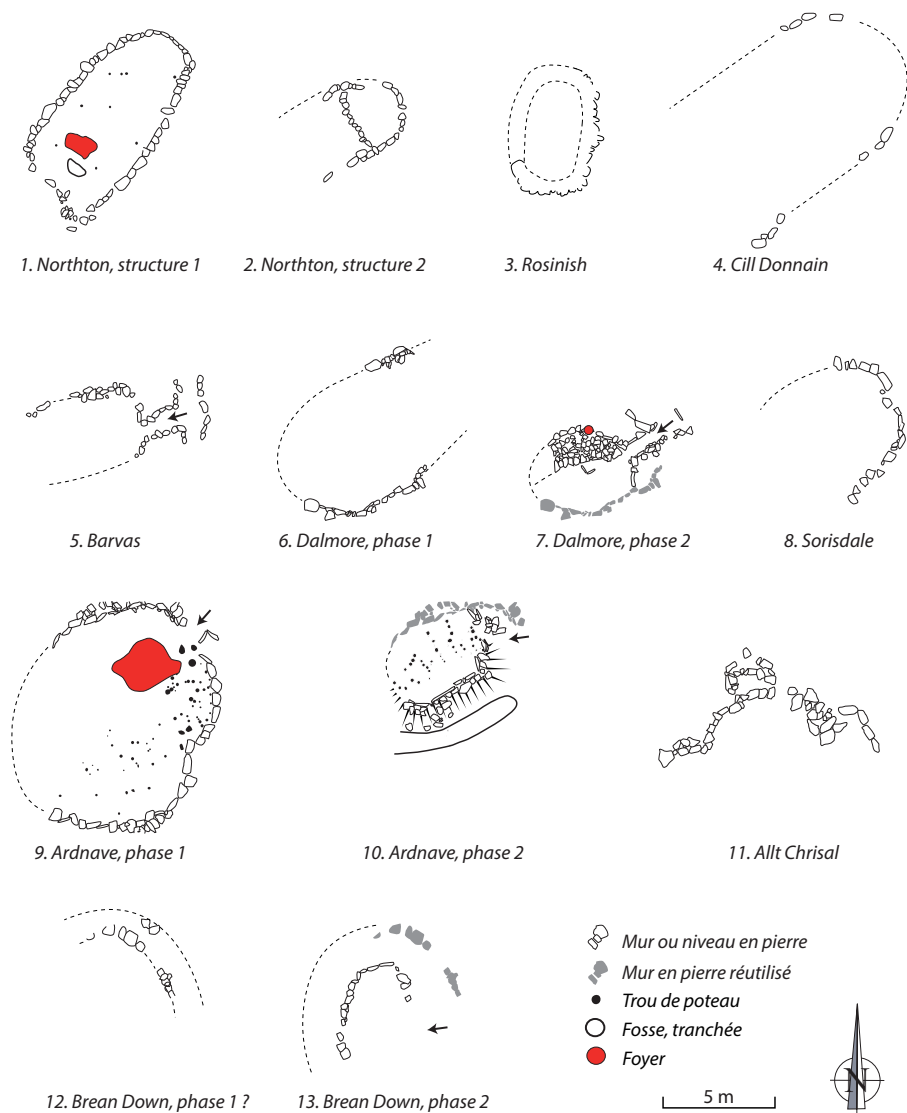 1. Northton, structure 1
2. Northton, structure 2
3. Rosinish
4. Cill Donnain
5. Barvas
6. Dalmore, phase 1
7. Dalmore, phase 2
8. Sorisdale
9. Ardnave, phase 1
10. Ardnave, phase 2
11. Allt Chrisal
12. Brean Down, phase 1 ?
13. Brean Down, phase 2
Mur ou niveau en pierre
Mur en pierre réutilisé
Trou de poteau
Fosse, tranchée
Foyer
5 m
N